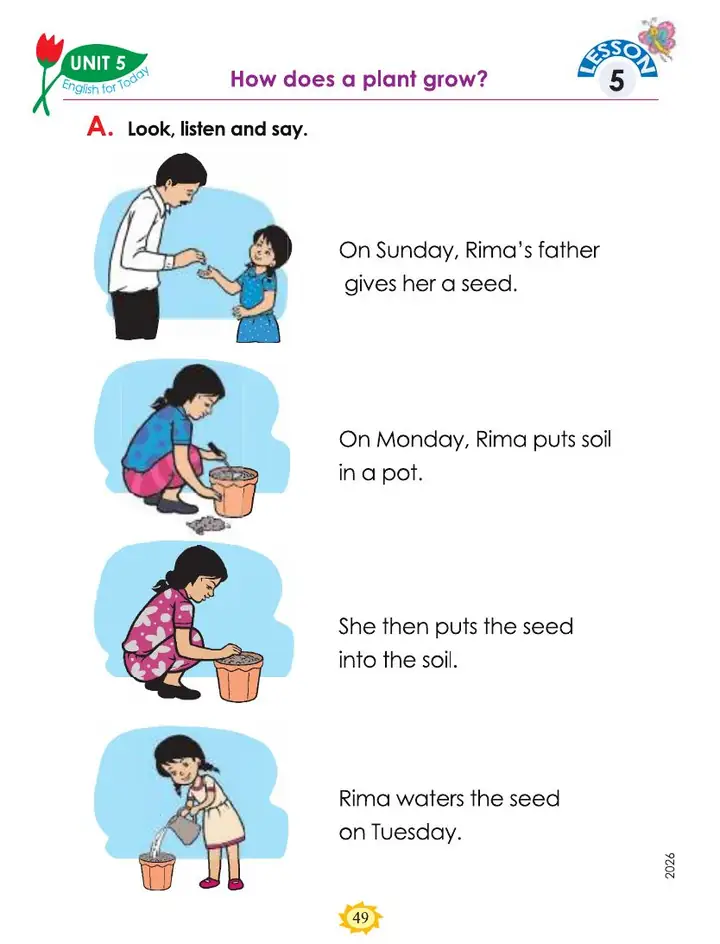 UNIT 5
English for Today
How does a plant grow?
LESSON
5
A. Look, listen and say.
On Sunday, Rima's father
gives her a seed.
On Monday, Rima puts soil
in a pot.
She then puts the seed
into the soil.
Rima waters the seed
on Tuesday.
2026
49